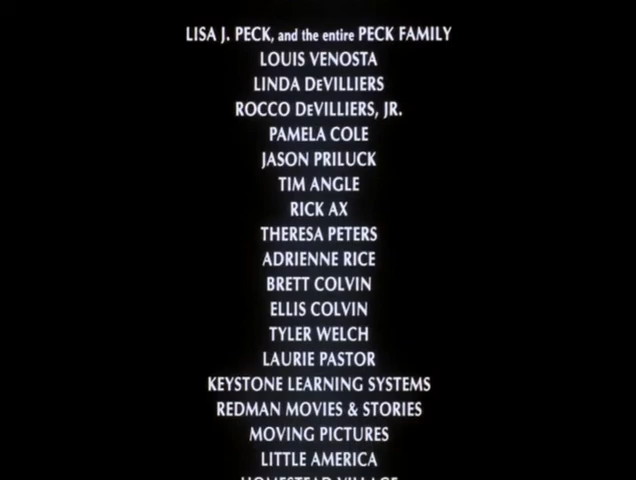 LISA J. PECK, and the entire PECK FAMILY
LOUIS VENOSTA
LINDA DeVILLIERS
ROCCO DeVILLIERS, JR.
PAMELA COLE
JASON PRILUCK
TIM ANGLE
RICK AX
THERESA PETERS
ADRIENNE RICE
BRETT COLVIN
ELLIS COLVIN
TYLER WELCH
LAURIE PASTOR
KEYSTONE LEARNING SYSTEMS
REDMAN MOVIES & STORIES
MOVING PICTURES
LITTLE AMERICA
HOMESTEAD VILLAGE